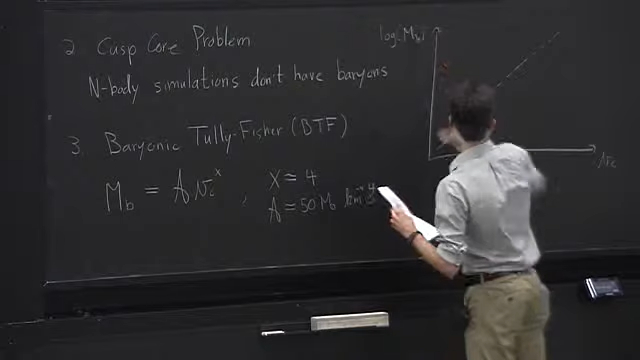 2. Cusp Core Problem
N-body simulations don't have baryons
3. Baryonic Tully-Fisher (BTF)
M_b = A v_c^x , x ≃ 4
A = 50 M_b km^-4 s^4
log(M_b)
v_c